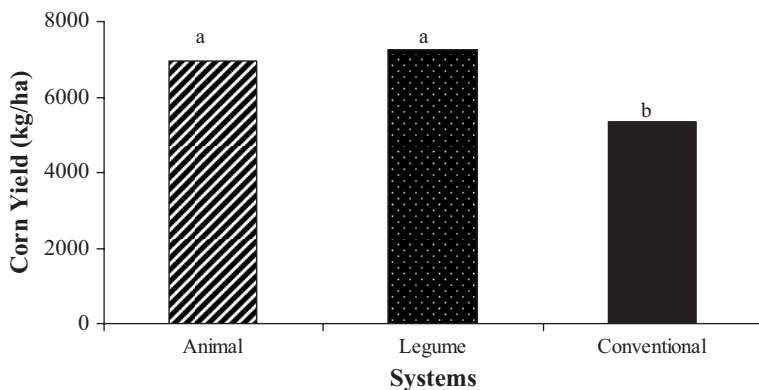 8000
6000
4000
2000
0
Corn Yield (kg/ha)
a
a
b
Animal
Legume
Conventional
Systems